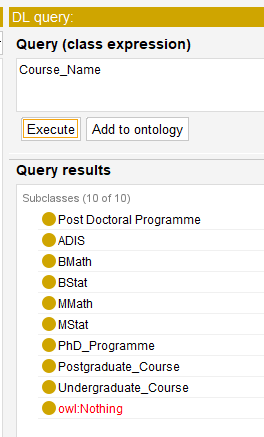 DL query:
Query (class expression)
Course_Name
Execute Add to ontology
Query results
Subclasses (10 of 10)
Post Doctoral Programme
ADIS
BMath
BStat
MMath
MStat
PhD_Programme
Postgraduate_Course
Undergraduate_Course
owl:Nothing